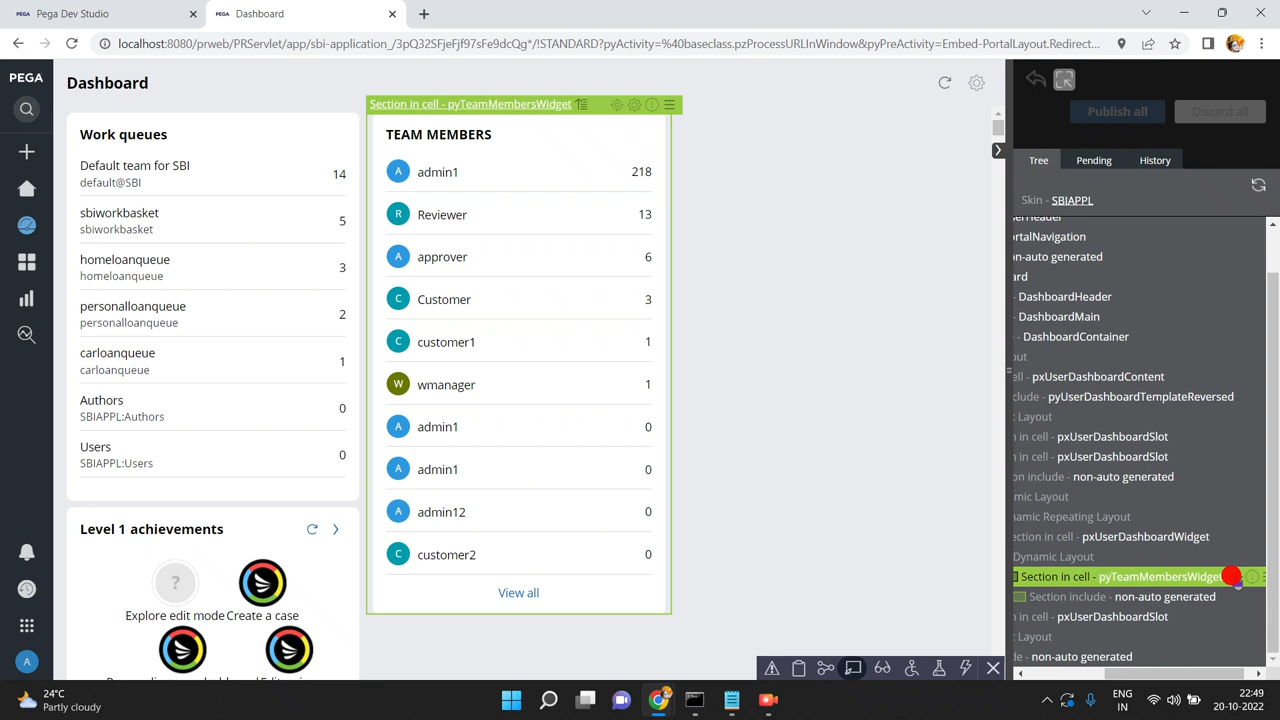 PEGA Pega Dev Studio
PEGA Dashboard
localhost:8080/prweb/PRServlet/app/sbi-application_/3pQ32SFjeFjf97sFe9dcQg*/!STANDARD?pyActivity=%40baseclass.pzProcessURLInWindow&pyPreActivity=Embed-PortalLayout.Redirect...
PEGA
Dashboard
Work queues
Default team for SBI
default@SBI
14
sbiworkbasket
sbiworkbasket
5
homeloanqueue
homeloanqueue
3
personalloanqueue
personalloanqueue
2
carloanqueue
carloanqueue
1
Authors
SBIAPPL:Authors
0
Users
SBIAPPL:Users
0
Level 1 achievements
?
Explore edit mode
Create a case
Section in cell - pyTeamMembersWidget
TEAM MEMBERS
A admin1 218
R Reviewer 13
A approver 6
C Customer 3
C customer1 1
W wmanager 1
A admin1 0
A admin1 0
A admin12 0
C customer2 0
View all
Publish all
Discard all
Tree
Pending
History
Skin - SBIAPPL
ortalNavigation
on-auto generated
ard
- DashboardHeader
- DashboardMain
- DashboardContainer
out
ell - pxUserDashboardContent
clude - pyUserDashboardTemplateReversed
t Layout
n in cell - pxUserDashboardSlot
n in cell - pxUserDashboardSlot
on include - non-auto generated
mic Layout
namic Repeating Layout
ection in cell - pxUserDashboardWidget
Dynamic Layout
Section in cell - pyTeamMembersWidge
Section include - non-auto generated
n in cell - pxUserDashboardSlot
t Layout
de - non-auto generated
A
24°C
Partly cloudy
ENG
IN
22:49
20-10-2022